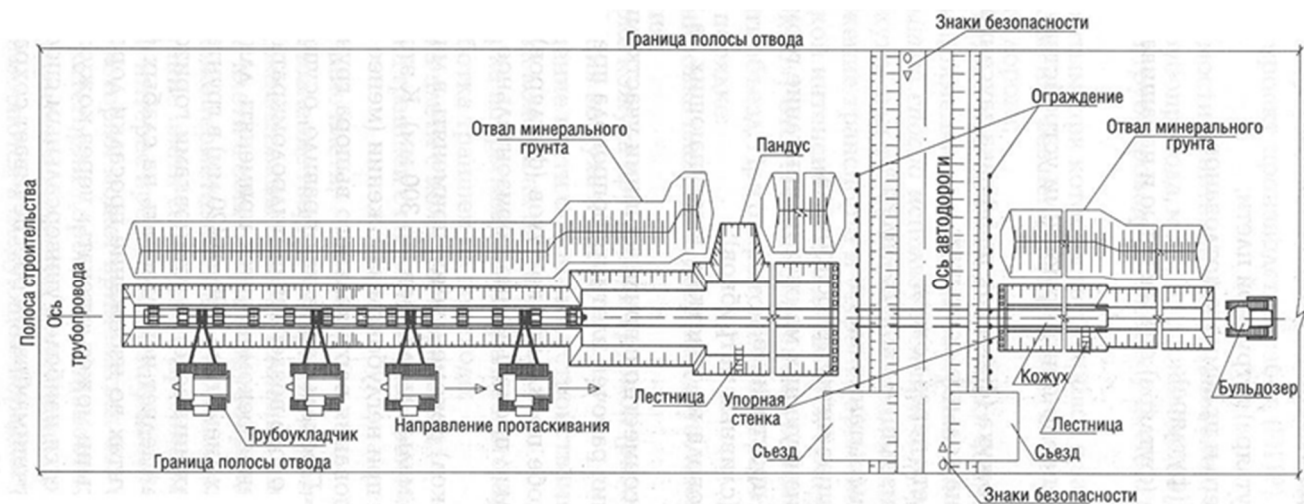 Знаки безопасности
Граница полосы отвода
Ограждение
Отвал минерального
грунта
Пандус
Отвал минерального
грунта
Полоса строительства
Ось
трубопровода
Ось автодороги
Лестница
Упорная
стенка
Кожух
Бульдозер
Трубоукладчик
Направление протаскивания
Съезд
Лестница
Съезд
Граница полосы отвода
Знаки безопасности